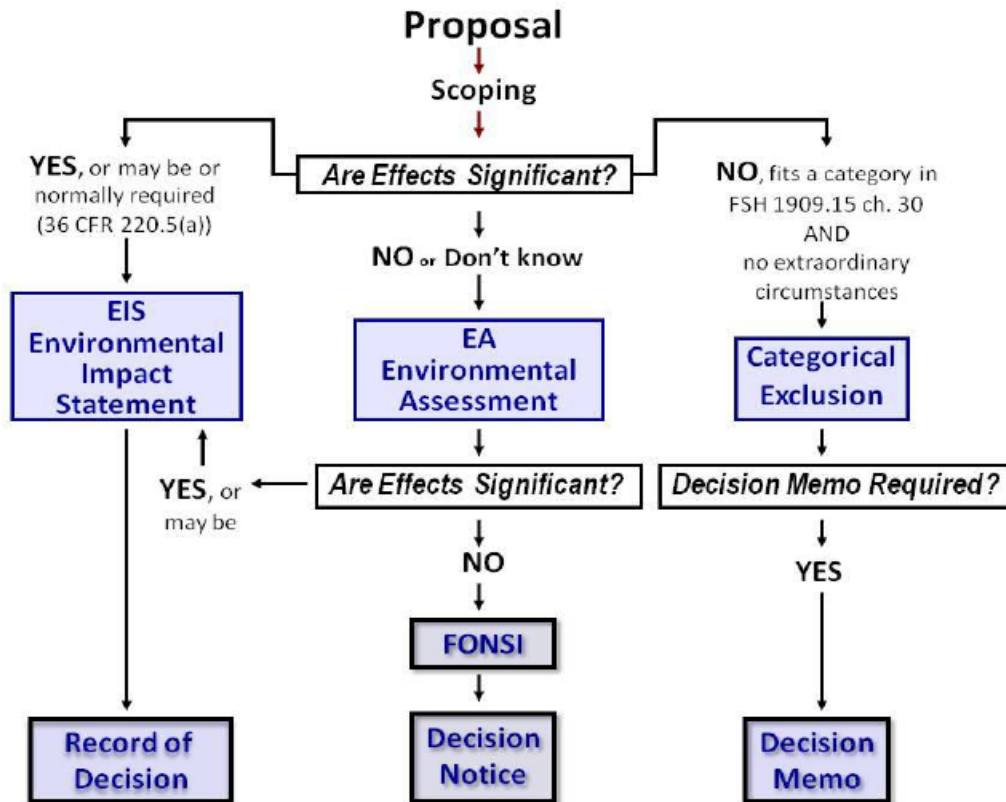 Proposal
Scoping
Are Effects Significant?
YES, or may be or
normally required
(36 CFR 220.5(a))
NO or Don't know
NO, fits a category in
FSH 1909.15 ch. 30
AND
no extraordinary
circumstances
EIS
Environmental
Impact
Statement
EA
Environmental
Assessment
Categorical
Exclusion
YES, or
may be
Are Effects Significant?
Decision Memo Required?
NO
YES
FONSI
Record of
Decision
Decision
Notice
Decision
Memo